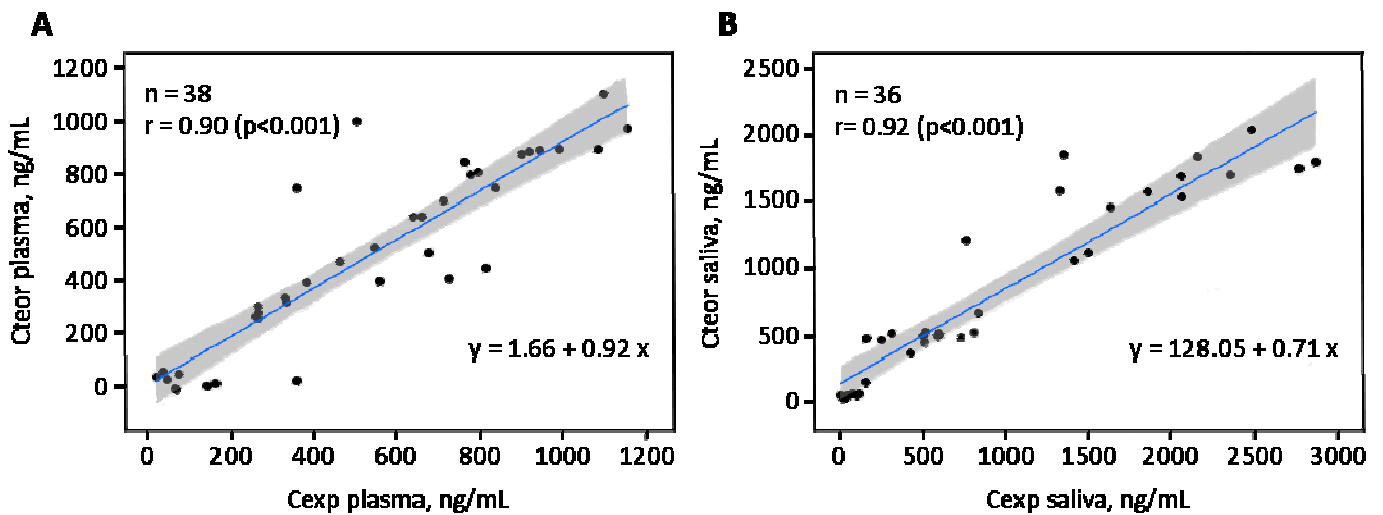 A
1200
1000
800
600
400
200
0
Cteor plasma, ng/mL
n = 38
r = 0.90 (p<0.001)
y = 1.66 + 0.92 x
0 200 400 600 800 1000 1200
Cexp plasma, ng/mL
B
2500
2000
1500
1000
500
0
Cteor saliva, ng/mL
n = 36
r= 0.92 (p<0.001)
y = 128.05 + 0.71 x
0 500 1000 1500 2000 2500 3000
Cexp saliva, ng/mL